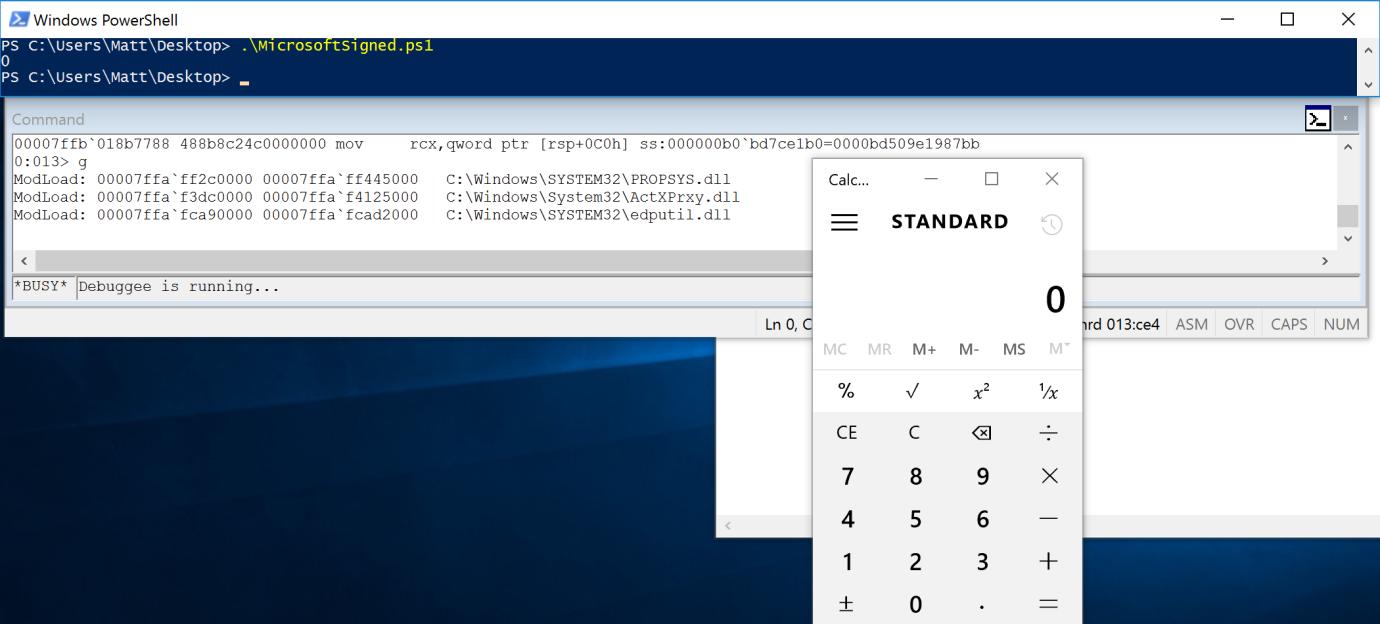 Windows PowerShell
PS C:\Users\Matt\Desktop> .\MicrosoftSigned.ps1
0
PS C:\Users\Matt\Desktop>
Command
00007ffb`018b7788 488b8c24c0000000 mov     rcx,qword ptr [rsp+0C0h] ss:000000b0`bd7ce1b0=0000bd509e1987bb
0:013> g
ModLoad: 00007ffa`ff2c0000 00007ffa`ff445000   C:\Windows\SYSTEM32\PROPSYS.dll
ModLoad: 00007ffa`f3dc0000 00007ffa`f4125000   C:\Windows\System32\ActXPrxy.dll
ModLoad: 00007ffa`fca90000 00007ffa`fcad2000   C:\Windows\SYSTEM32\edputil.dll
*BUSY* Debuggee is running...
Ln 0, C
hrd 013:ce4 ASM OVR CAPS NUM
Calc...
STANDARD
0
MC MR M+ M- MS M
% √ x² ¹/x
CE C ÷
7 8 9 ×
4 5 6 −
1 2 3 +
± 0 . =